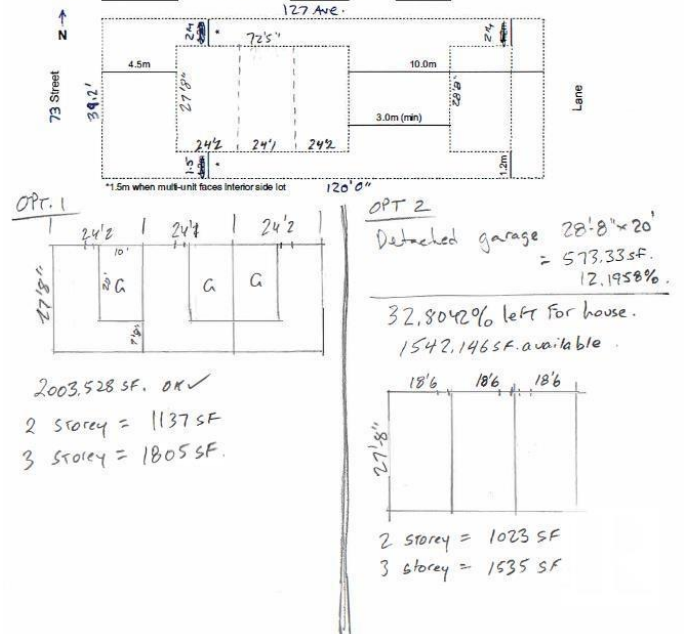 127 Ave.
N
72'5"
4.5m
10.0m
73 Street
39.2'
27'8"
28'8"
Lane
3.0m (min)
24'2 24'1 24'2
1.5
1.2m
*1.5m when multi-unit faces Interior side lot
120'0"
OPT. 1
24'2 24'1 24'2
10'
27'8"
20'
G G G
7'8"
2003.528 SF. OK✓
2 storey = 1137 SF
3 storey = 1805 SF.
OPT 2
Detached garage 28'-8" x 20'
= 573.33 sf.
12.1958%.
32.8042% left for house.
1542.146 SF. available.
18'6 18'6 18'6
27'8"
2 storey = 1023 SF
3 storey = 1535 SF